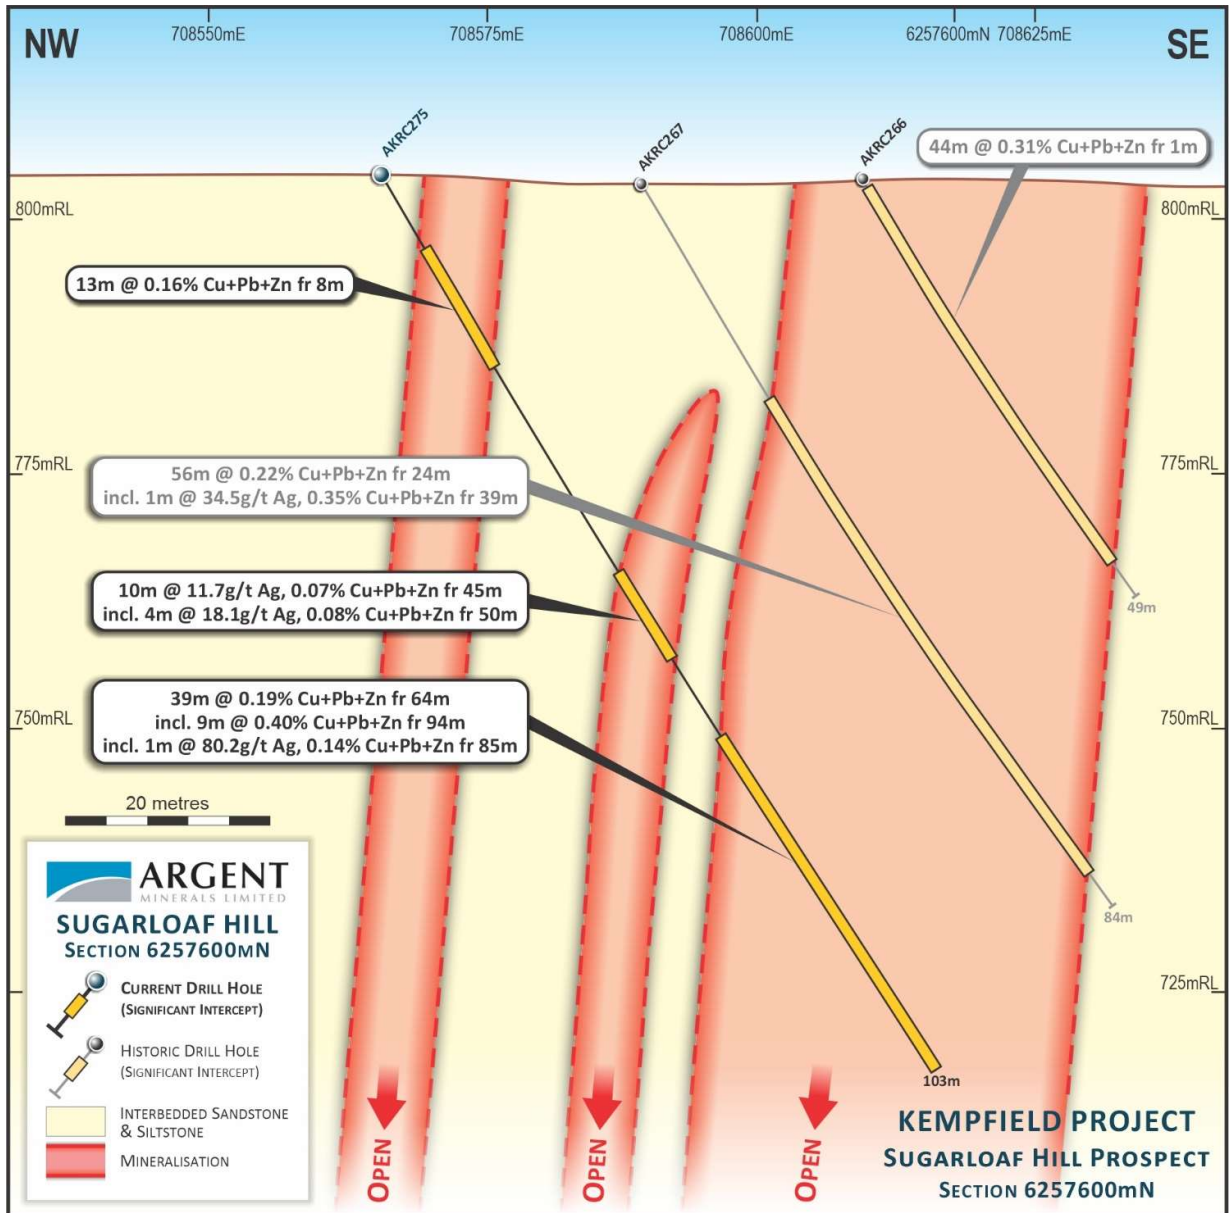 NW
708550mE
708575mE
708600mE
6257600mN
708625mE
SE
AKRC275
AKRC267
AKRC266
44m @ 0.31% Cu+Pb+Zn fr 1m
800mRL
800mRL
13m @ 0.16% Cu+Pb+Zn fr 8m
775mRL
775mRL
56m @ 0.22% Cu+Pb+Zn fr 24m
incl. 1m @ 34.5g/t Ag, 0.35% Cu+Pb+Zn fr 39m
10m @ 11.7g/t Ag, 0.07% Cu+Pb+Zn fr 45m
incl. 4m @ 18.1g/t Ag, 0.08% Cu+Pb+Zn fr 50m
49m
39m @ 0.19% Cu+Pb+Zn fr 64m
incl. 9m @ 0.40% Cu+Pb+Zn fr 94m
incl. 1m @ 80.2g/t Ag, 0.14% Cu+Pb+Zn fr 85m
750mRL
750mRL
20 metres
84m
725mRL
103m
ARGENT
MINERALS LIMITED
SUGARLOAF HILL
SECTION 6257600MN
CURRENT DRILL HOLE
(SIGNIFICANT INTERCEPT)
HISTORIC DRILL HOLE
(SIGNIFICANT INTERCEPT)
INTERBEDDED SANDSTONE
& SILTSTONE
MINERALISATION
OPEN
OPEN
OPEN
KEMPFIELD PROJECT
SUGARLOAF HILL PROSPECT
SECTION 6257600MN